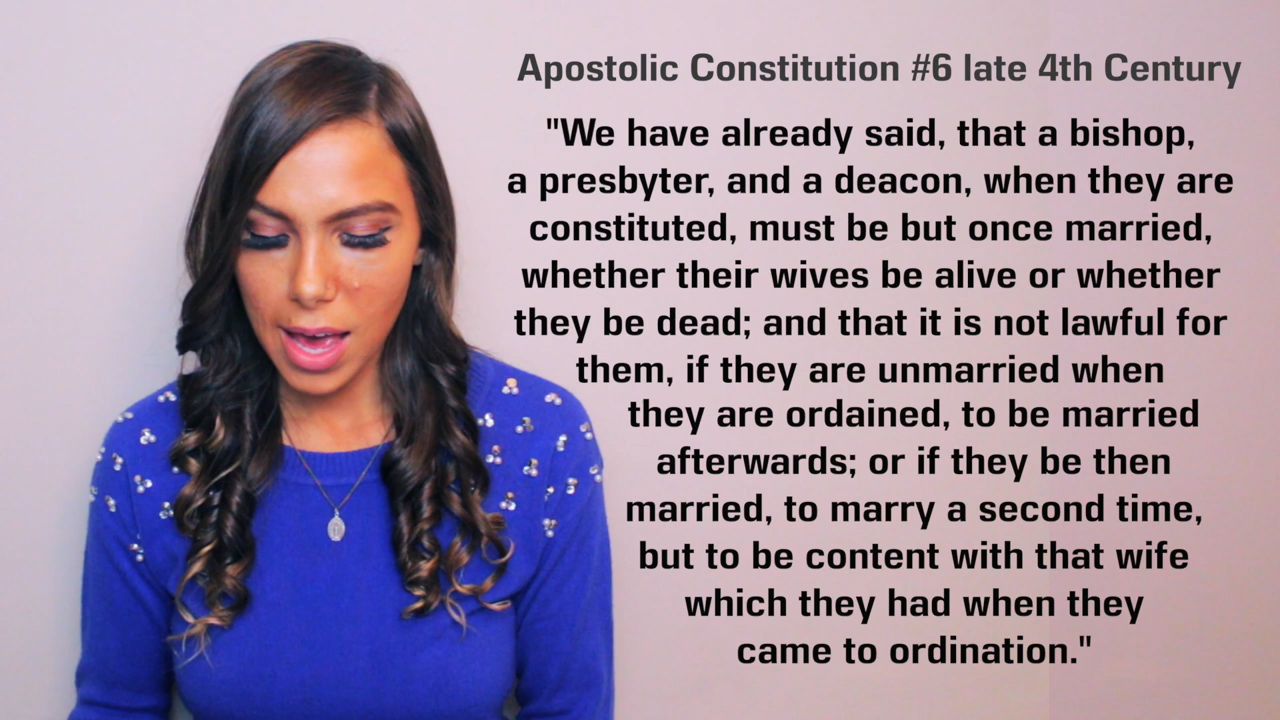 Apostolic Constitution #6 late 4th Century
"We have already said, that a bishop,
a presbyter, and a deacon, when they are
constituted, must be but once married,
whether their wives be alive or whether
they be dead; and that it is not lawful for
them, if they are unmarried when
they are ordained, to be married
afterwards; or if they be then
married, to marry a second time,
but to be content with that wife
which they had when they
came to ordination."